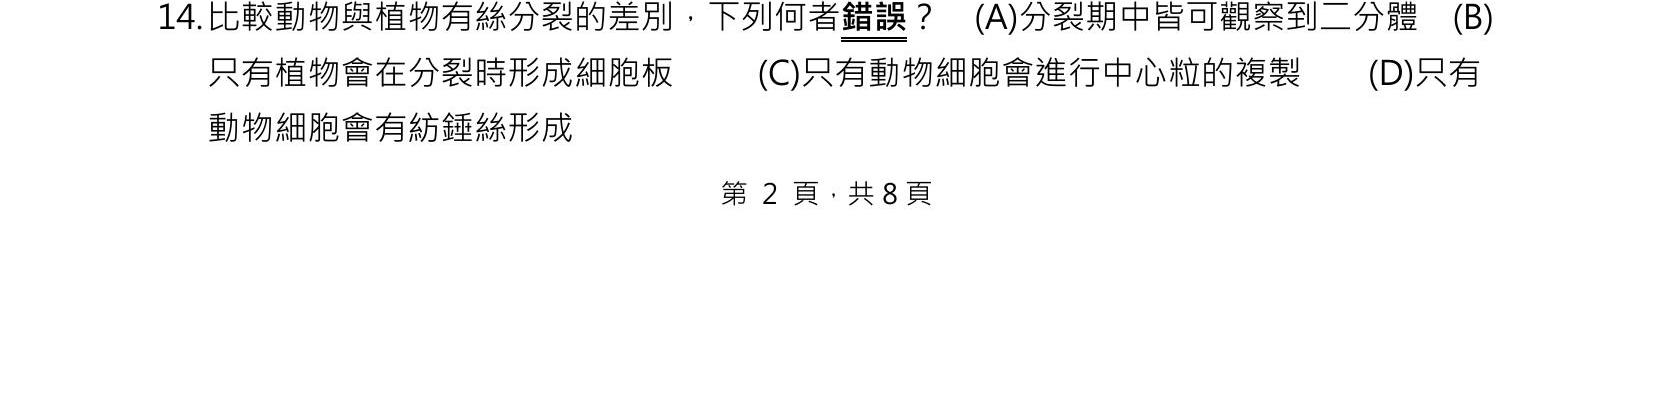 14.比較動物與植物有絲分裂的差別，下列何者錯誤？ (A)分裂期中皆可觀察到二分體 (B)
只有植物會在分裂時形成細胞板 (C)只有動物細胞會進行中心粒的複製 (D)只有
動物細胞會有紡錘絲形成
第 2 頁，共 8 頁